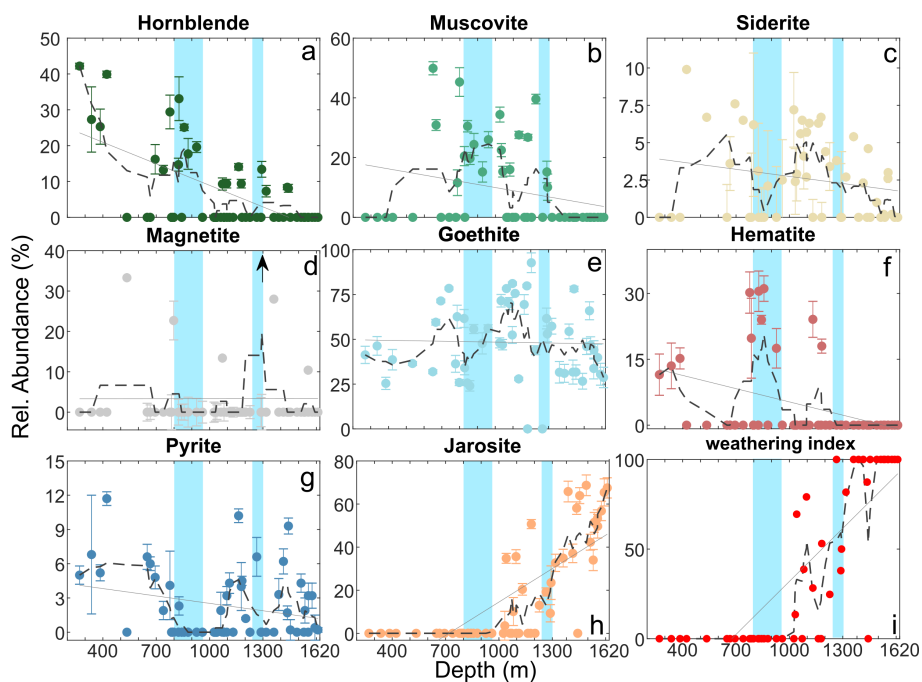 Hornblende Muscovite Siderite
a b c
60 50 40 30 20 10 0
60 40 20 0
12.5 10 7.5 5 2.5 0
Magnetite Goethite Hematite
d e f
40 30 20 10 0
100 75 50 25 0
30 15 0
Rel. Abundance (%)
Pyrite Jarosite weathering index
g h i
15 12 9 6 3 0
80 60 40 20 0
100 50 0
400 700 1000 1300 1620 400 700 1000 1300 1620 400 700 1000 1300 1620
Depth (m)